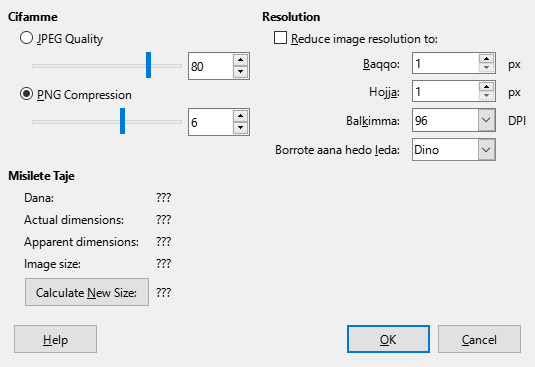 Cifamme
JPEG Quality
80
PNG Compression
6
Resolution
Reduce image resolution to:
Baqqo: 1 px
Hojja: 1 px
Balkimma: 96 DPI
Borrote aana hedo leda: Dino
Misilete Taje
Dana: ???
Actual dimensions: ???
Apparent dimensions: ???
Image size: ???
Calculate New Size: ???
Help
OK
Cancel